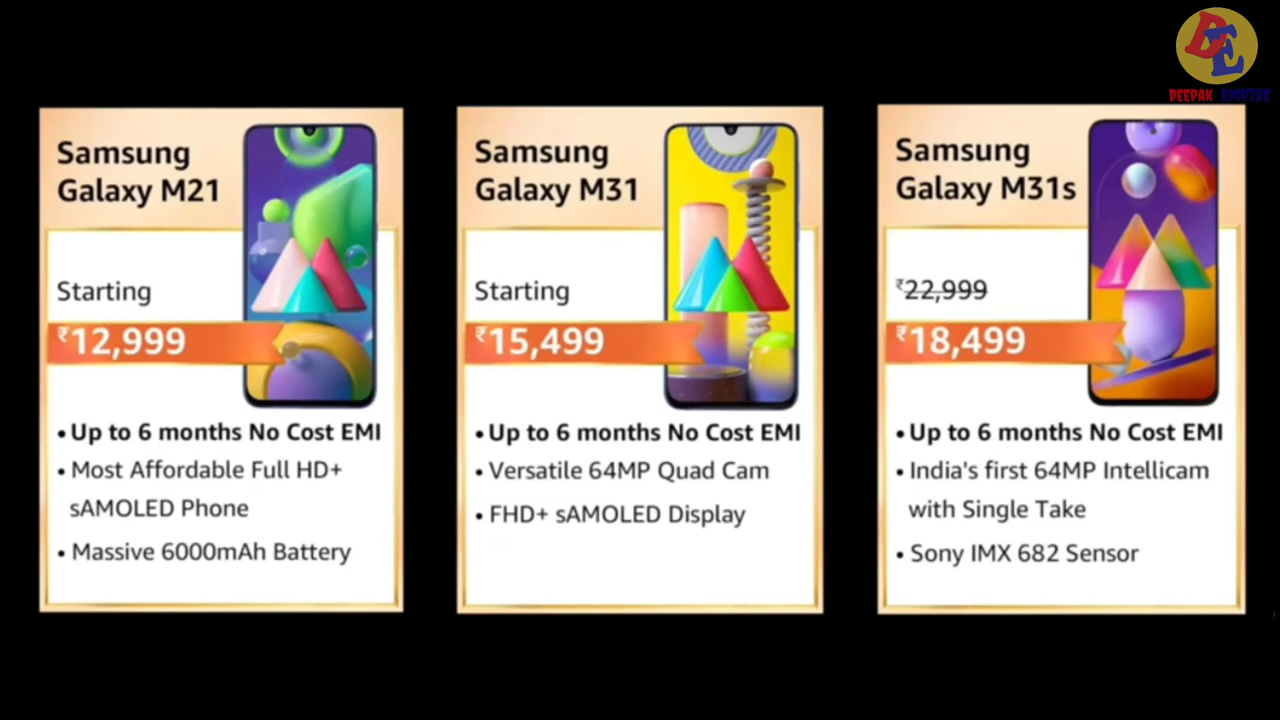 DE
DEEPAK EMPIRE
Samsung
Galaxy M21
Starting
₹12,999
• Up to 6 months No Cost EMI
• Most Affordable Full HD+
sAMOLED Phone
• Massive 6000mAh Battery
Samsung
Galaxy M31
Starting
₹15,499
• Up to 6 months No Cost EMI
• Versatile 64MP Quad Cam
• FHD+ sAMOLED Display
Samsung
Galaxy M31s
₹22,999
₹18,499
• Up to 6 months No Cost EMI
• India's first 64MP Intellicam
with Single Take
• Sony IMX 682 Sensor